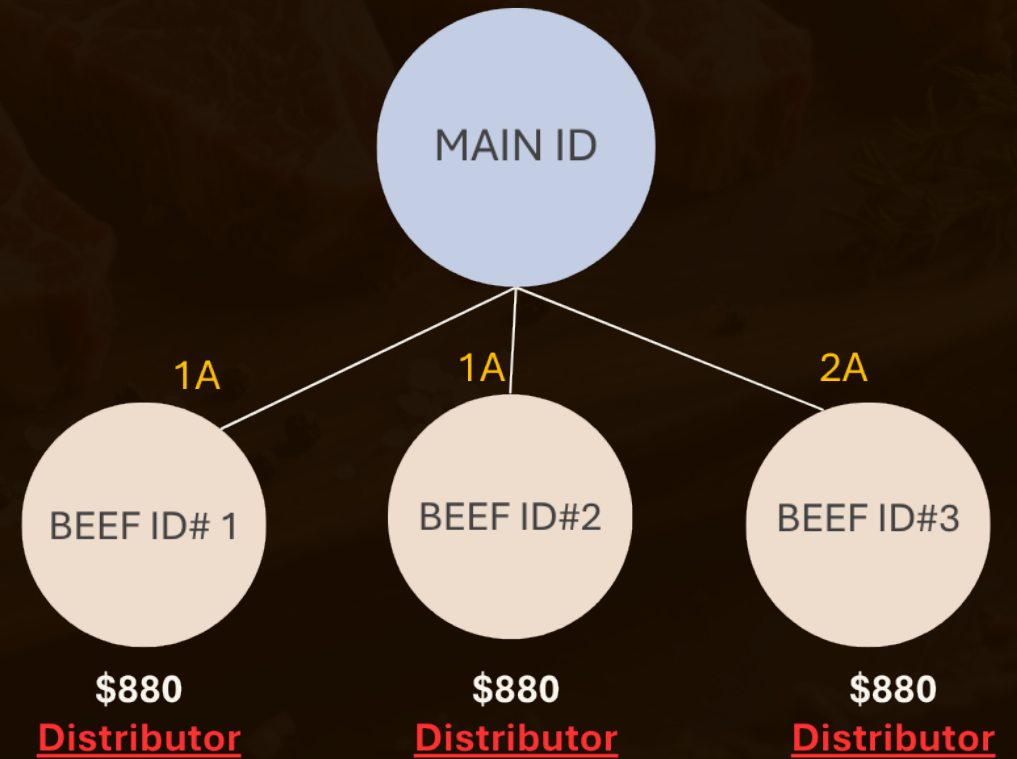 MAIN ID
1A 1A 2A
BEEF ID# 1 BEEF ID#2 BEEF ID#3
$880 $880 $880
Distributor Distributor Distributor